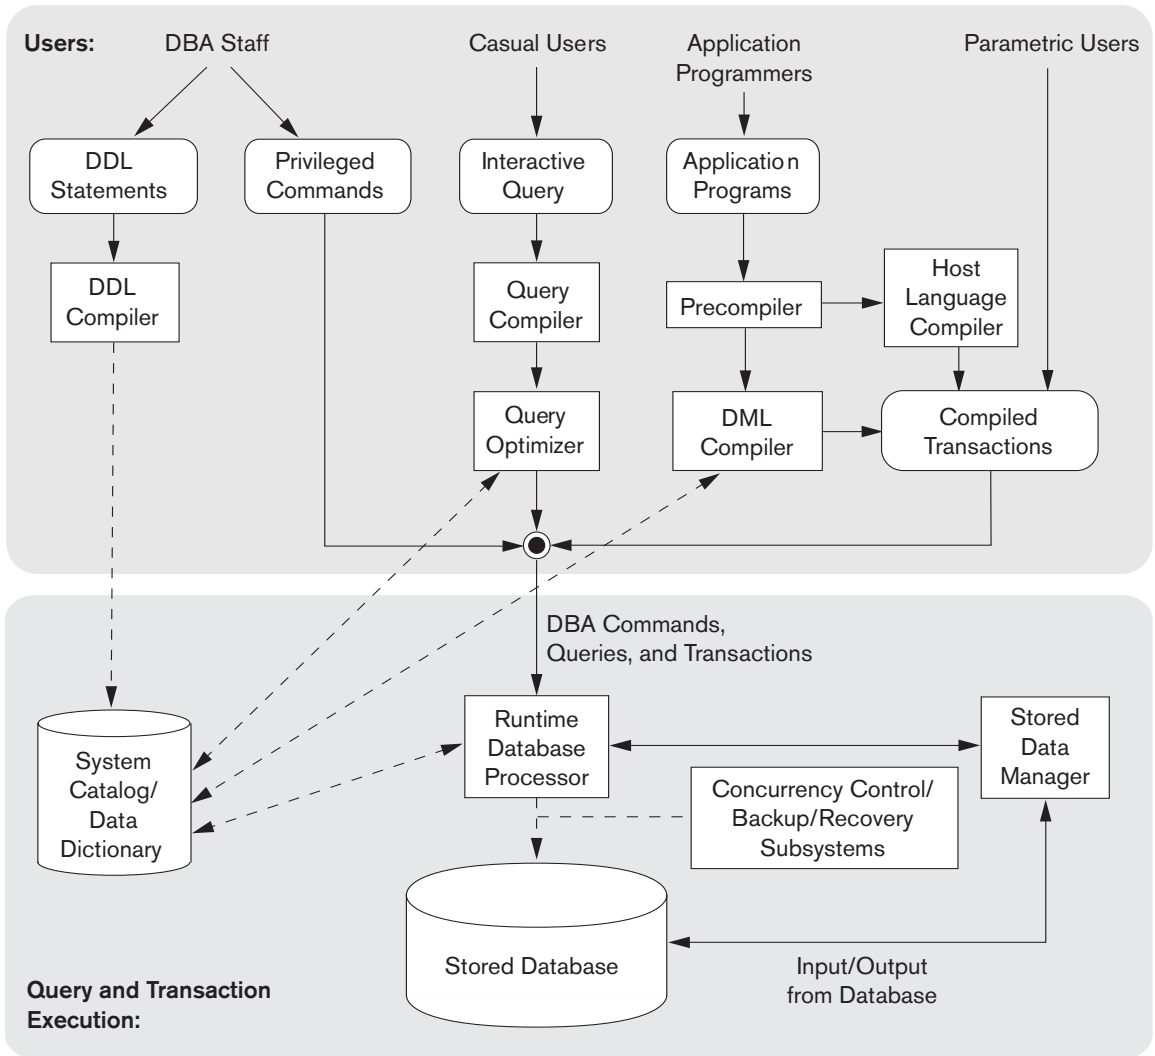 Users:
DBA Staff
Casual Users
Application
Programmers
Parametric Users
DDL
Statements
Privileged
Commands
Interactive
Query
Application
Programs
DDL
Compiler
Query
Compiler
Precompiler
Host
Language
Compiler
Query
Optimizer
DML
Compiler
Compiled
Transactions
DBA Commands,
Queries, and Transactions
System
Catalog/
Data
Dictionary
Runtime
Database
Processor
Stored
Data
Manager
Concurrency Control/
Backup/Recovery
Subsystems
Stored Database
Input/Output
from Database
Query and Transaction
Execution: